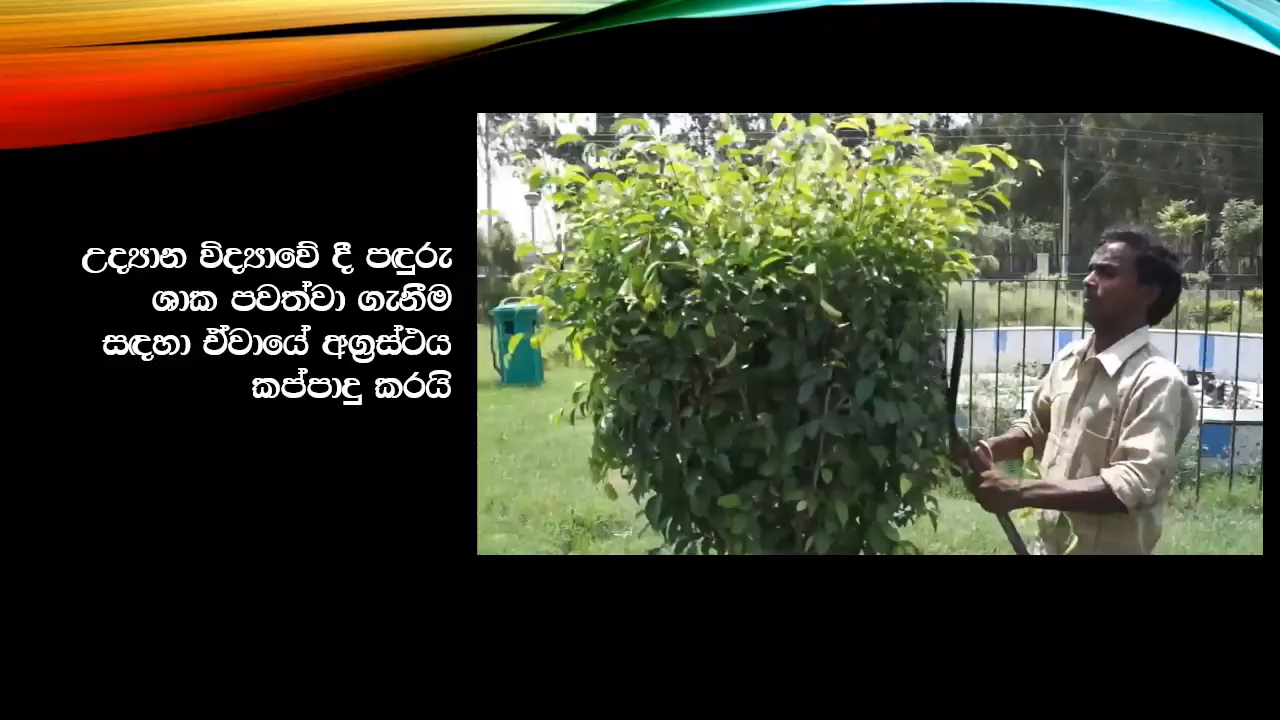 උද්‍යාන විද්‍යාවේ දී පඳුරු
ශාක පවත්වා ගැනීම
සඳහා ඒවායේ අග්‍රස්ථය
කප්පාදු කරයි